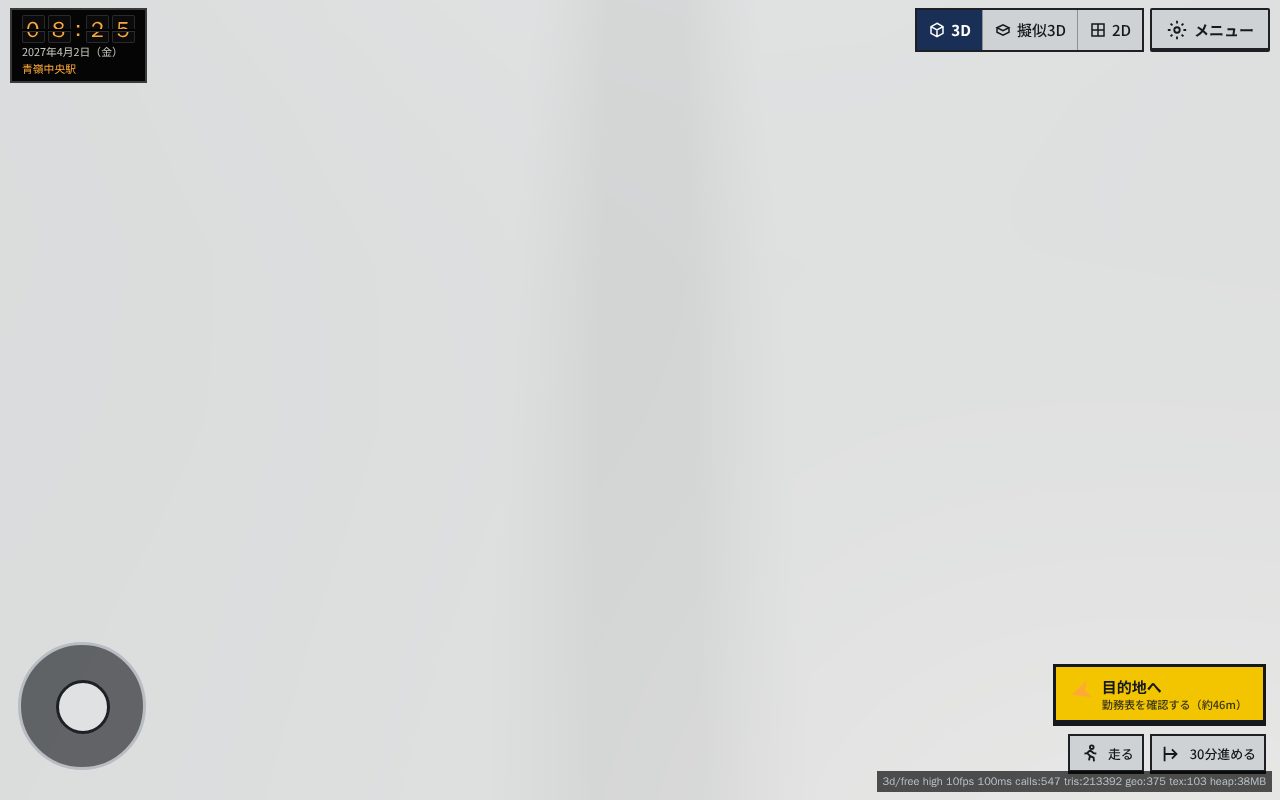 08:25
2027年4月2日（金）
青嶺中央駅
3D
擬似3D
2D
メニュー
目的地へ
勤務表を確認する（約46m）
走る
30分進める
3d/free high 10fps 100ms calls:547 tris:213392 geo:375 tex:103 heap:38MB